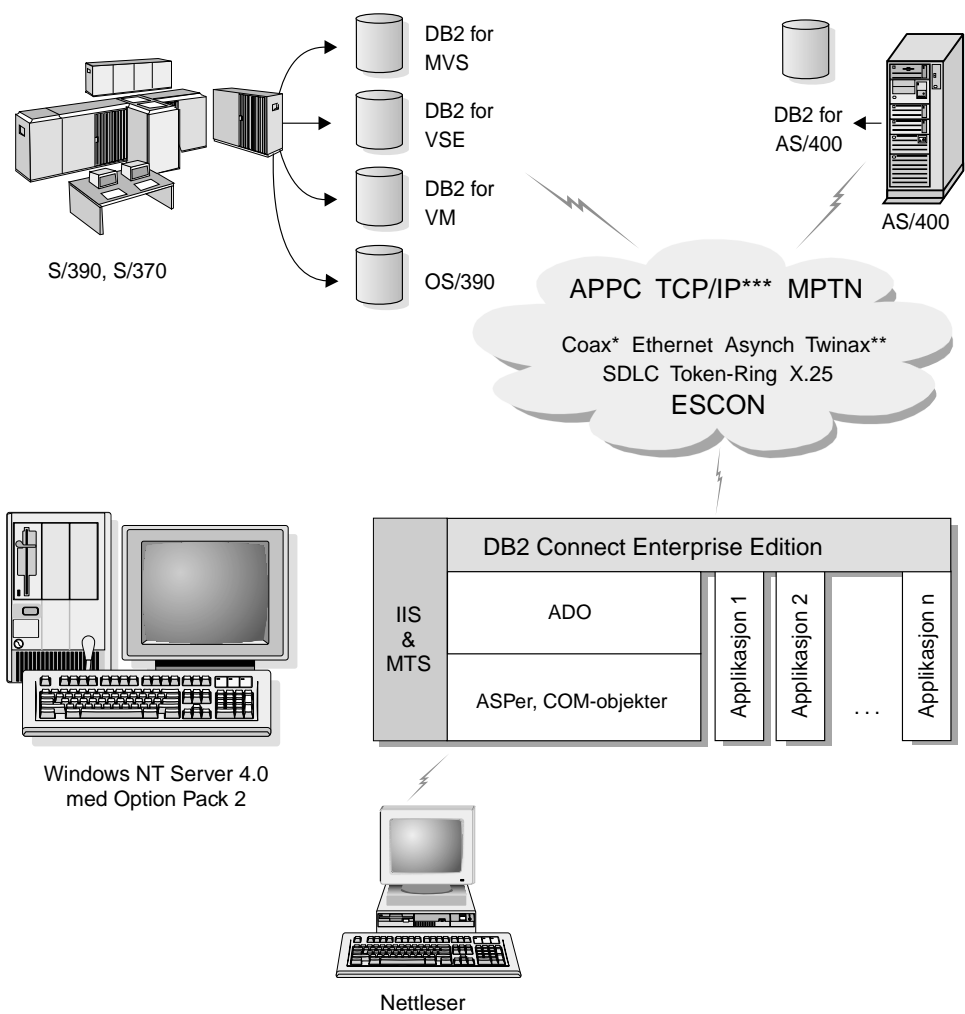 DB2 for
MVS
DB2 for
VSE
DB2 for
VM
OS/390
S/390, S/370
DB2 for
AS/400
AS/400
APPC TCP/IP*** MPTN
Coax* Ethernet Asynch Twinax**
SDLC Token-Ring X.25
ESCON
DB2 Connect Enterprise Edition
IIS
&
MTS
ADO
ASPer, COM-objekter
Applikasjon 1
Applikasjon 2
. . .
Applikasjon n
Windows NT Server 4.0
med Option Pack 2
Nettleser